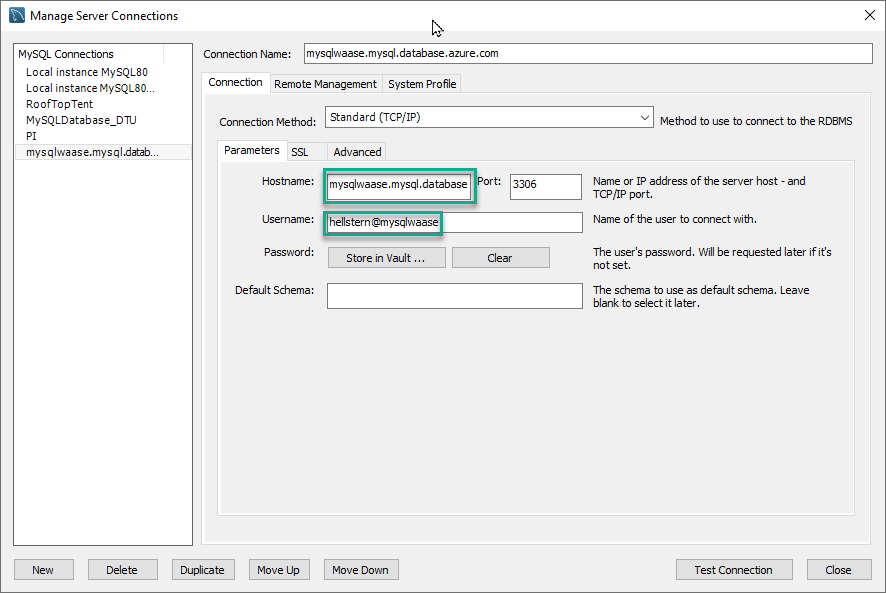 Manage Server Connections
MySQL Connections
Local instance MySQL80
Local instance MySQL80...
RoofTopTent
MySQLDatabase_DTU
PI
mysqlwaase.mysql.datab...
Connection Name:
mysqlwaase.mysql.database.azure.com
Connection
Remote Management
System Profile
Connection Method:
Standard (TCP/IP)
Method to use to connect to the RDBMS
Parameters
SSL
Advanced
Hostname:
mysqlwaase.mysql.database
Port:
3306
Name or IP address of the server host - and
TCP/IP port.
Username:
hellstern@mysqlwaase
Name of the user to connect with.
Password:
Store in Vault ...
Clear
The user's password. Will be requested later if it's
not set.
Default Schema:
The schema to use as default schema. Leave
blank to select it later.
New
Delete
Duplicate
Move Up
Move Down
Test Connection
Close